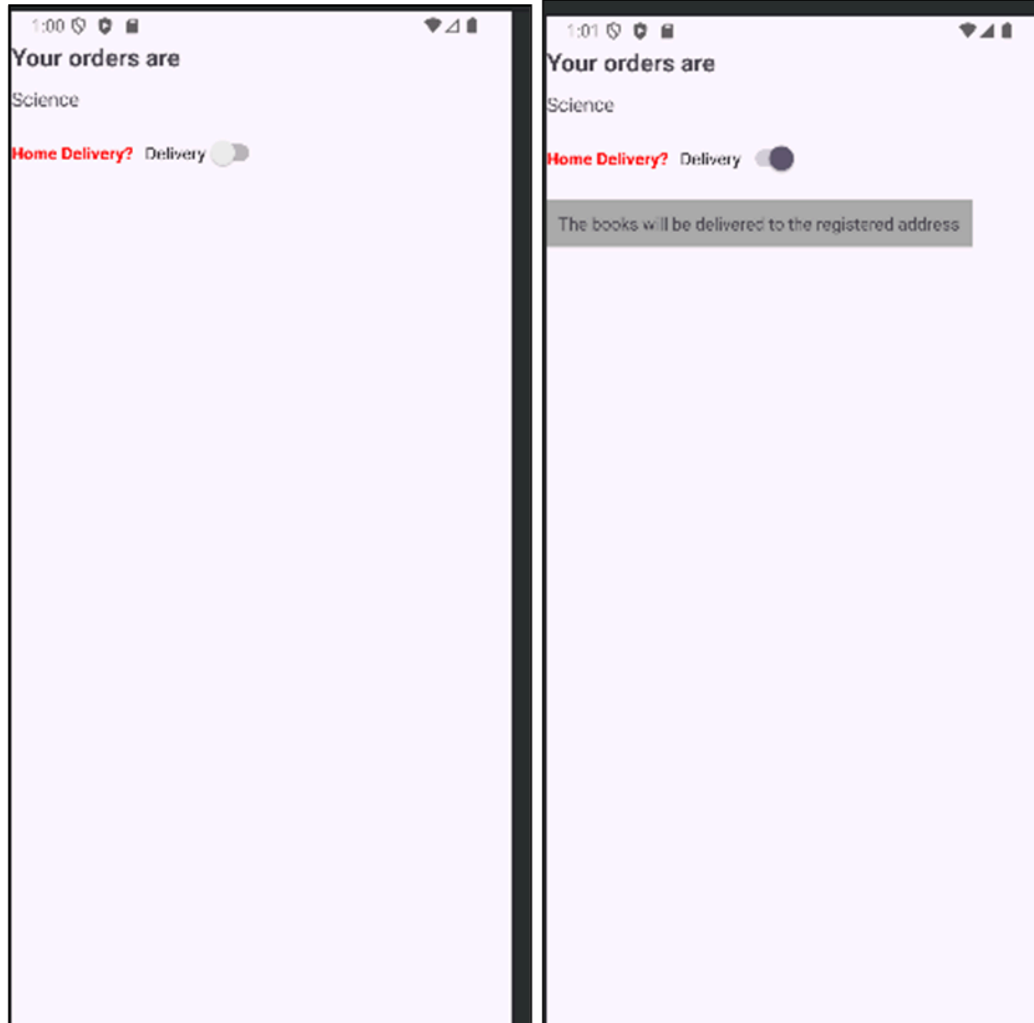 1:00
Your orders are
Science
Home Delivery? Delivery
1:01
Your orders are
Science
Home Delivery? Delivery
The books will be delivered to the registered address